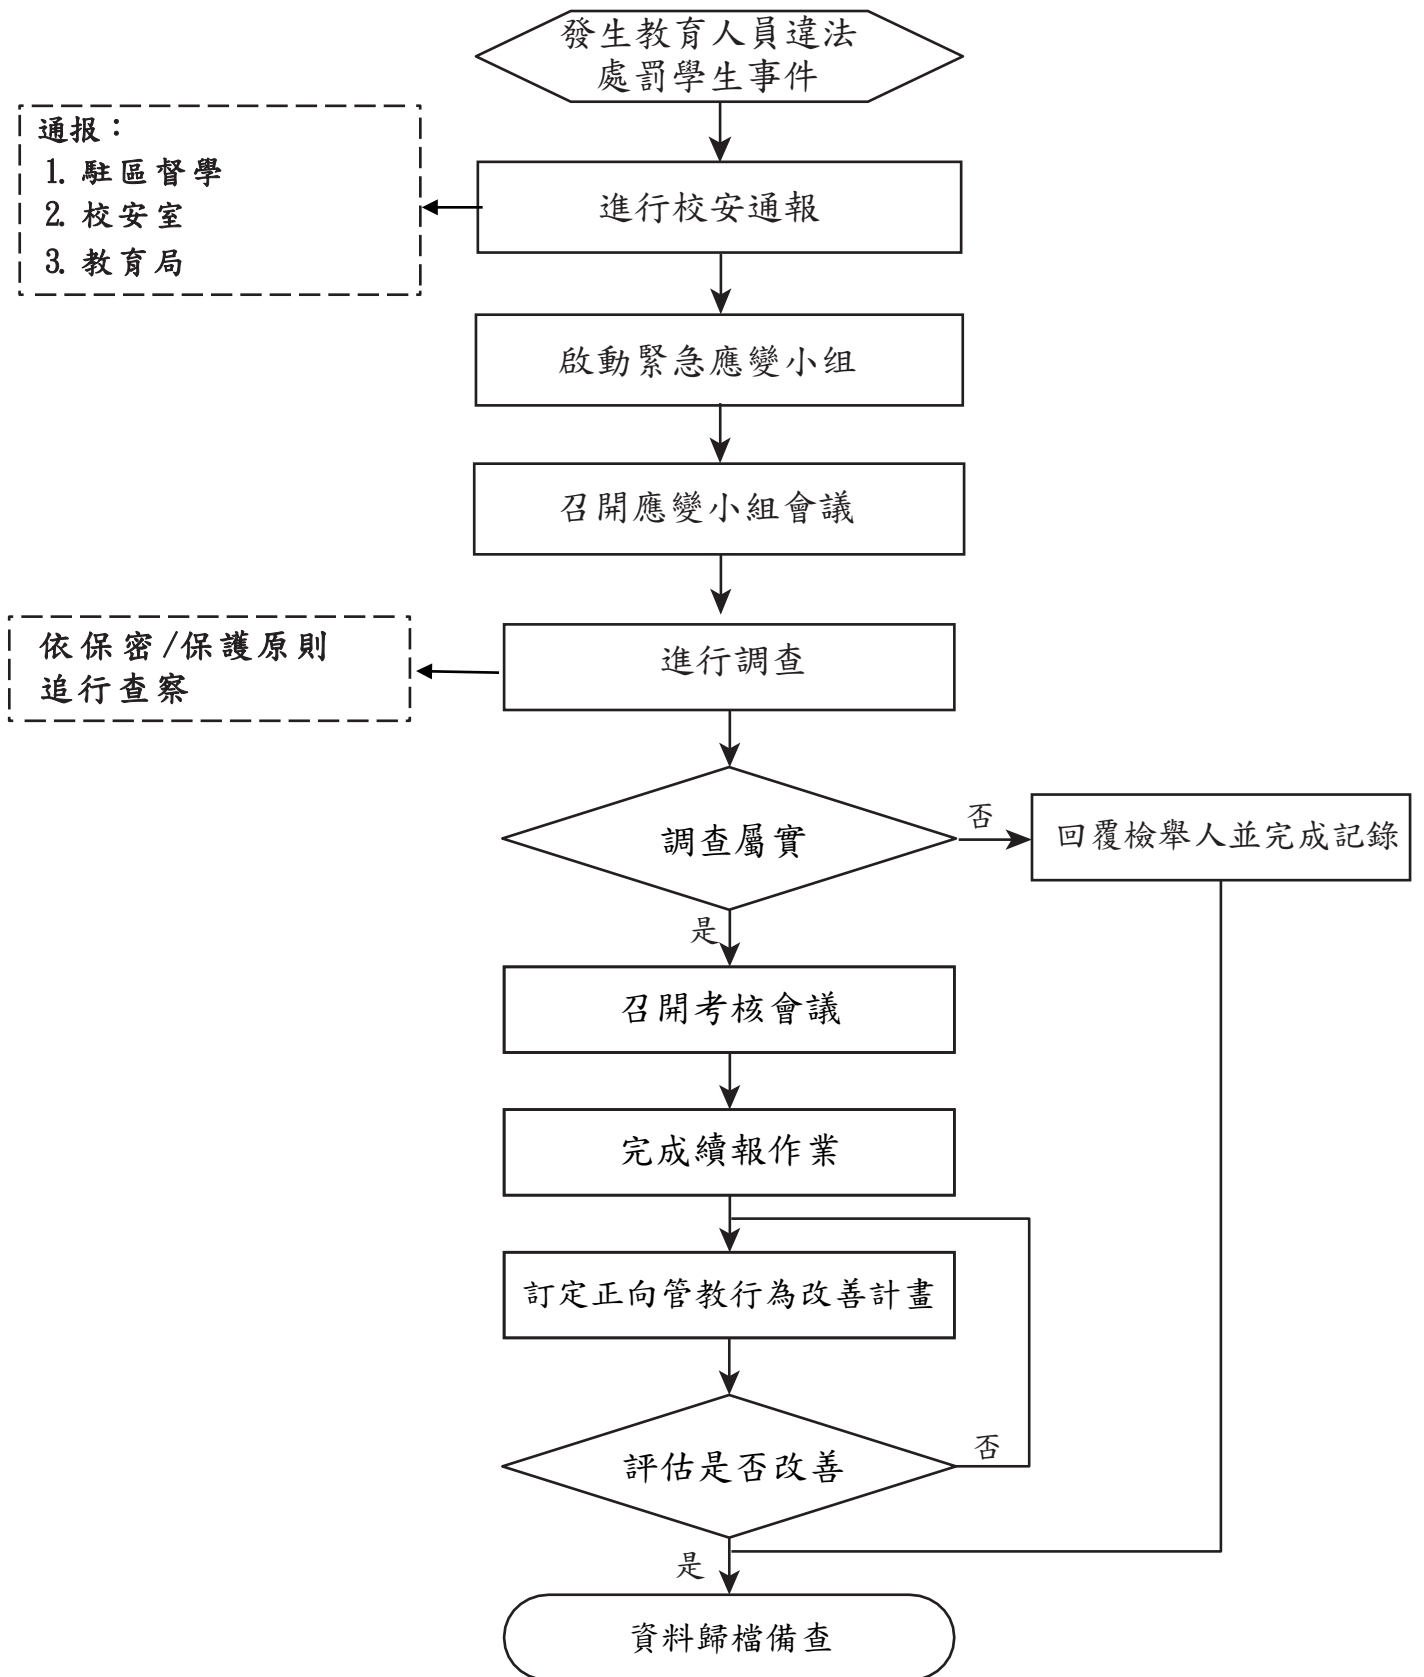 發生教育人員違法
處罰學生事件
通报：
1. 駐區督學
2. 校安室
3. 教育局
進行校安通報
啟動緊急應變小组
召開應變小組會議
依保密/保護原則
追行查察
進行調查
調查屬實
否
回覆檢舉人並完成記錄
是
召開考核會議
完成續報作業
訂定正向管教行為改善計畫
評估是否改善
否
是
資料歸檔備查